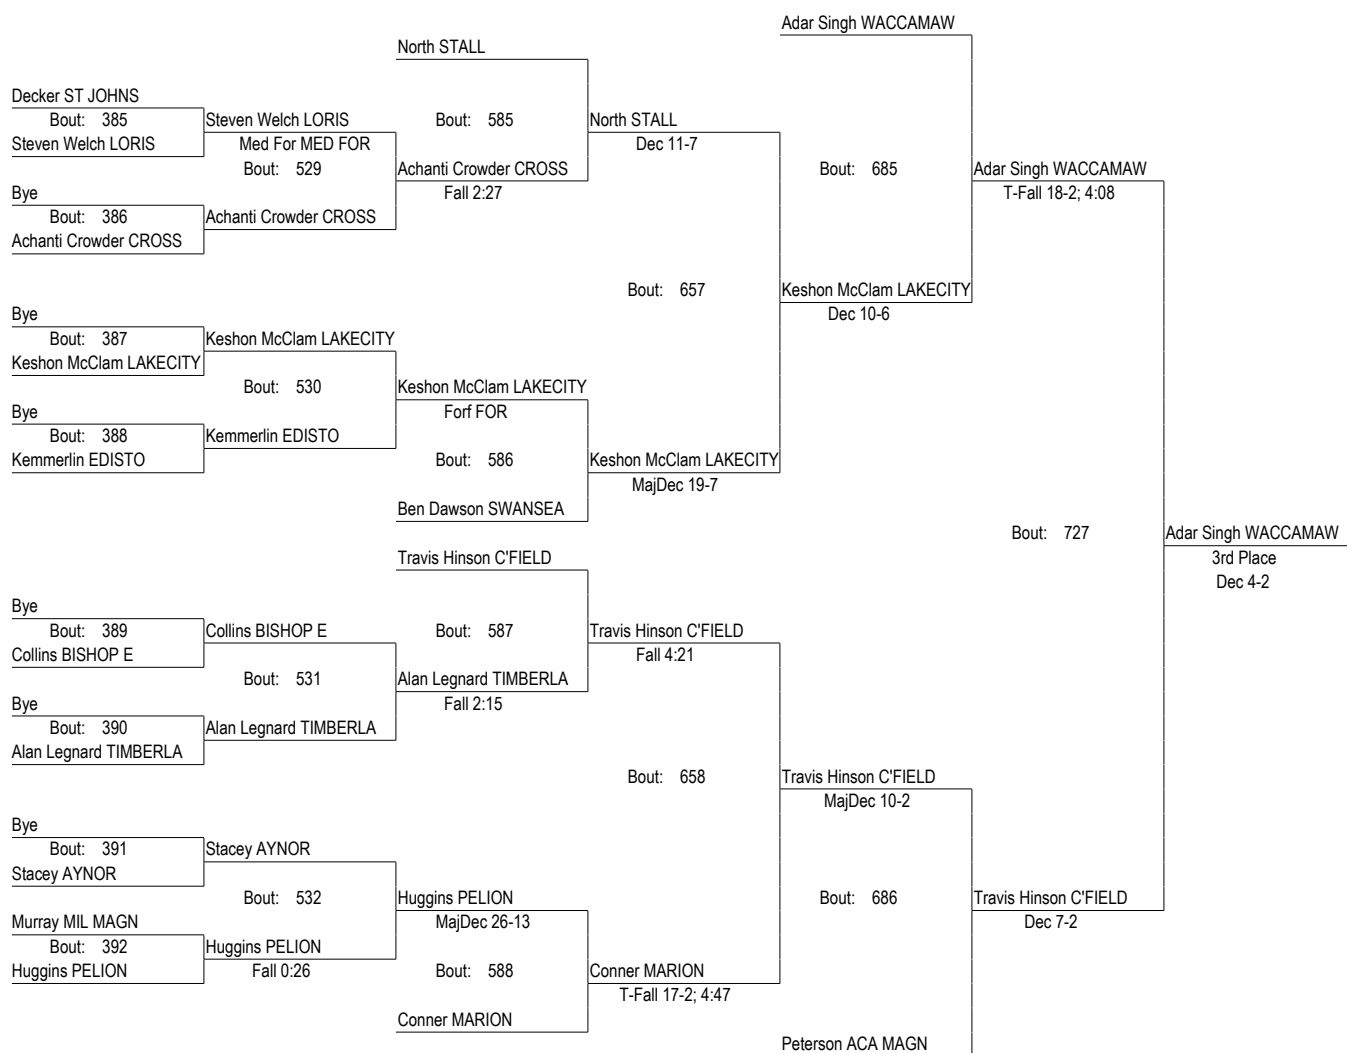 Adar Singh WACCAMAW
North STALL
Decker ST JOHNS
Bout: 385
Steven Welch LORIS
Steven Welch LORIS
Med For MED FOR
Bout: 529
Bye
Bout: 386
Achanti Crowder CROSS
Achanti Crowder CROSS
Bout: 585
Achanti Crowder CROSS
Fall 2:27
North STALL
Dec 11-7
Bout: 685
Adar Singh WACCAMAW
T-Fall 18-2; 4:08
Bout: 657
Keshon McClam LAKECITY
Dec 10-6
Bye
Bout: 387
Keshon McClam LAKECITY
Keshon McClam LAKECITY
Bout: 530
Bye
Bout: 388
Kemmerlin EDISTO
Kemmerlin EDISTO
Keshon McClam LAKECITY
Forf FOR
Bout: 586
Ben Dawson SWANSEA
Keshon McClam LAKECITY
MajDec 19-7
Bout: 727
Adar Singh WACCAMAW
3rd Place
Dec 4-2
Travis Hinson C'FIELD
Bye
Bout: 389
Collins BISHOP E
Collins BISHOP E
Bout: 531
Bye
Bout: 390
Alan Legnard TIMBERLA
Alan Legnard TIMBERLA
Bout: 587
Alan Legnard TIMBERLA
Fall 2:15
Travis Hinson C'FIELD
Fall 4:21
Bout: 658
Travis Hinson C'FIELD
MajDec 10-2
Bye
Bout: 391
Stacey AYNOR
Stacey AYNOR
Bout: 532
Murray MIL MAGN
Bout: 392
Huggins PELION
Huggins PELION
Fall 0:26
Huggins PELION
MajDec 26-13
Bout: 588
Conner MARION
Conner MARION
T-Fall 17-2; 4:47
Bout: 686
Travis Hinson C'FIELD
Dec 7-2
Peterson ACA MAGN